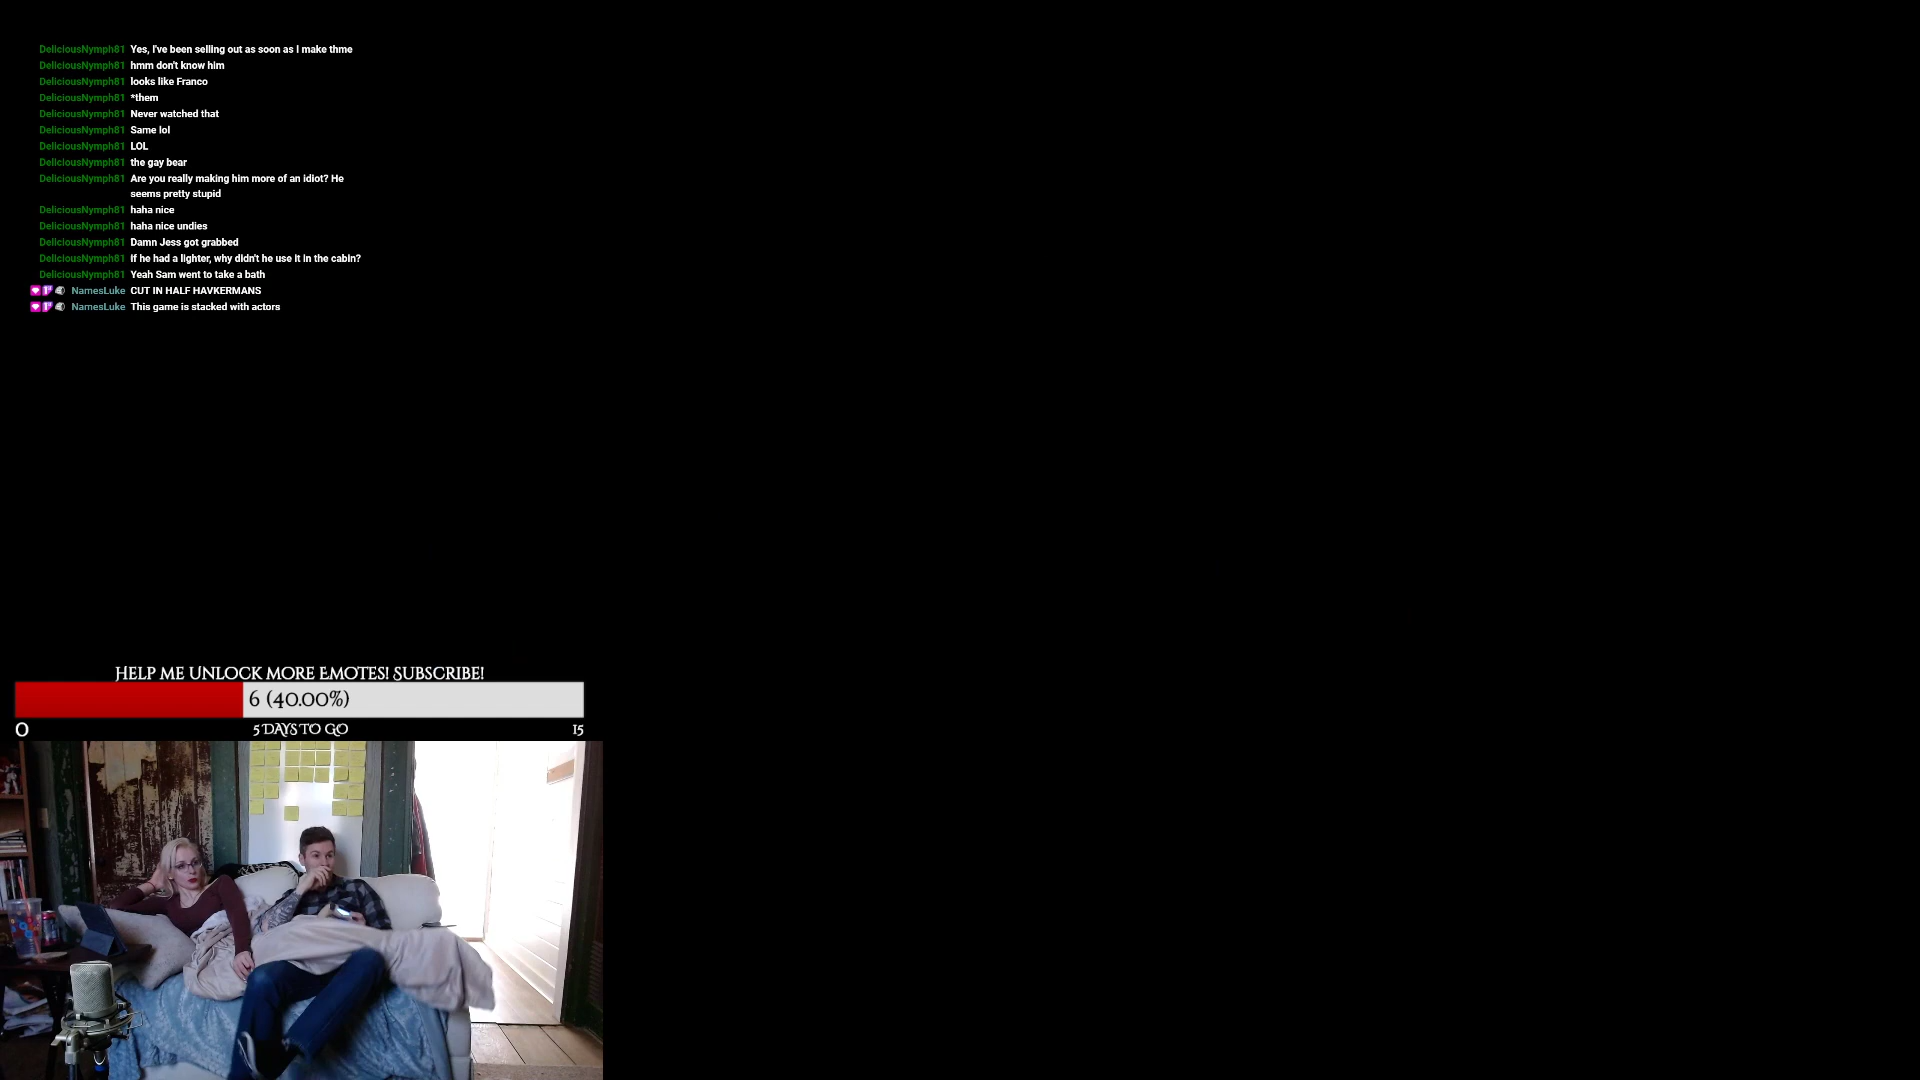 DeliciousNymph81 Yes, I've been selling out as soon as I make thme
DeliciousNymph81 hmm don't know him
DeliciousNymph81 looks like Franco
DeliciousNymph81 *them
DeliciousNymph81 Never watched that
DeliciousNymph81 Same lol
DeliciousNymph81 LOL
DeliciousNymph81 the gay bear
DeliciousNymph81 Are you really making him more of an idiot? He
seems pretty stupid
DeliciousNymph81 haha nice
DeliciousNymph81 haha nice undies
DeliciousNymph81 Damn Jess got grabbed
DeliciousNymph81 If he had a lighter, why didn't he use it in the cabin?
DeliciousNymph81 Yeah Sam went to take a bath
NamesLuke CUT IN HALF HAVKERMANS
NamesLuke This game is stacked with actors
HELP ME UNLOCK MORE EMOTES! SUBSCRIBE!
6 (40.00%)
0 5 DAYS TO GO 15